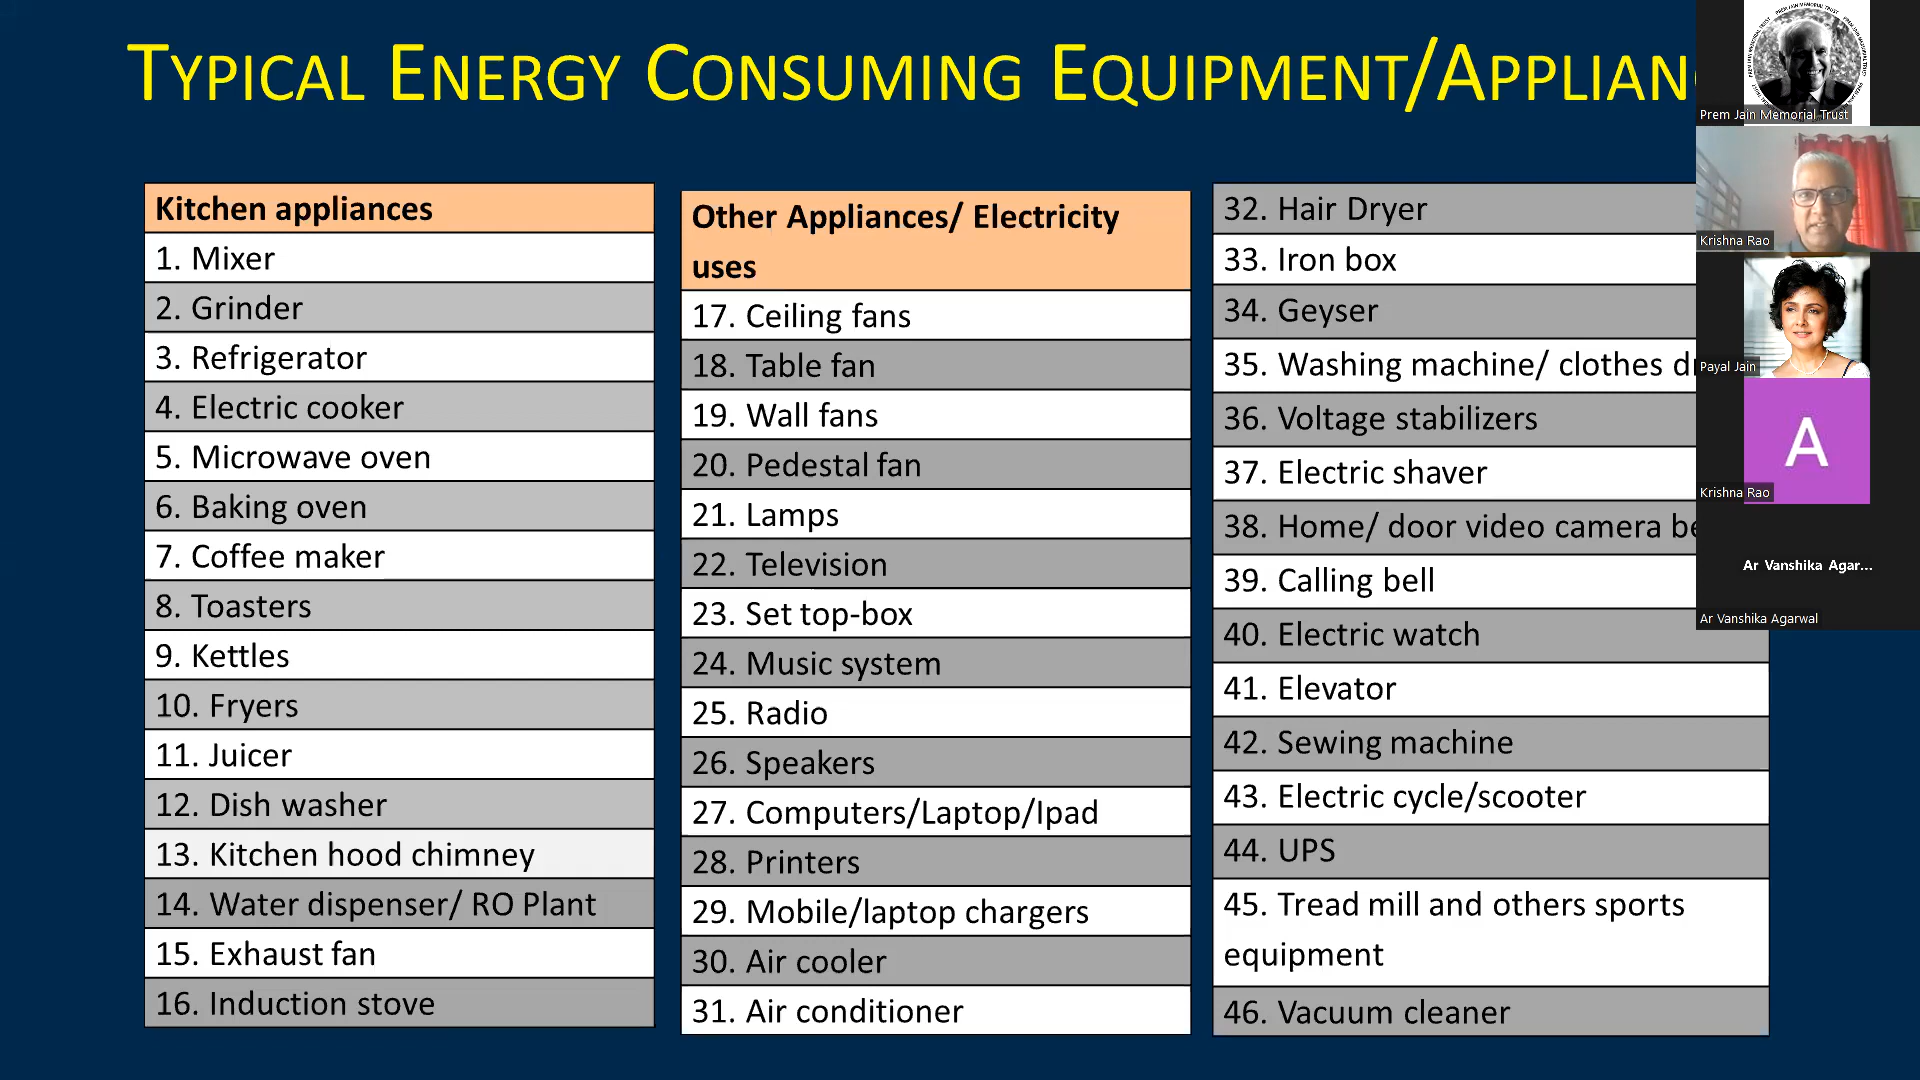 TYPICAL ENERGY CONSUMING EQUIPMENT/APPLIAN
Kitchen appliances
1. Mixer
2. Grinder
3. Refrigerator
4. Electric cooker
5. Microwave oven
6. Baking oven
7. Coffee maker
8. Toasters
9. Kettles
10. Fryers
11. Juicer
12. Dish washer
13. Kitchen hood chimney
14. Water dispenser/ RO Plant
15. Exhaust fan
16. Induction stove
Other Appliances/ Electricity
uses
17. Ceiling fans
18. Table fan
19. Wall fans
20. Pedestal fan
21. Lamps
22. Television
23. Set top-box
24. Music system
25. Radio
26. Speakers
27. Computers/Laptop/Ipad
28. Printers
29. Mobile/laptop chargers
30. Air cooler
31. Air conditioner
32. Hair Dryer
33. Iron box
34. Geyser
35. Washing machine/ clothes
36. Voltage stabilizers
37. Electric shaver
38. Home/ door video camera
39. Calling bell
40. Electric watch
41. Elevator
42. Sewing machine
43. Electric cycle/scooter
44. UPS
45. Tread mill and others sports
equipment
46. Vacuum cleaner
PREM JAIN MEMORIAL TRUST
Prem Jain Memorial Trust
Krishna Rao
Payal Jain
A
Krishna Rao
Ar Vanshika Agar...
Ar Vanshika Agarwal